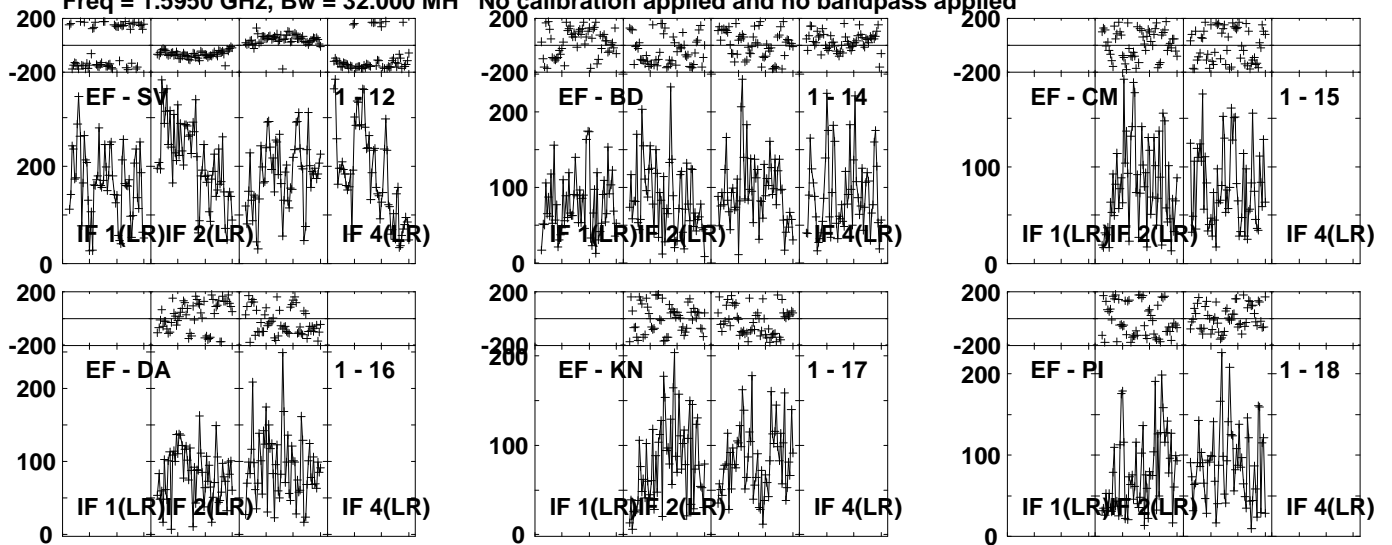 Freq = 1.5950 GHz, Bw = 32.000 MH No calibration applied and no bandpass applied
200
-200
EF - SV
1 - 12
200
IF 1(LR)
IF 2(LR)
IF 4(LR)
0
200
-200
EF - BD
1 - 14
200
100
IF 1(LR)
IF 2(LR)
IF 4(LR)
0
200
-200
EF - CM
1 - 15
100
IF 1(LR)
IF 2(LR)
IF 4(LR)
0
200
-200
EF - DA
1 - 16
200
100
IF 1(LR)
IF 2(LR)
IF 4(LR)
0
200
-200
200
EF - KN
1 - 17
100
IF 1(LR)
IF 2(LR)
IF 4(LR)
0
200
-200
EF - PI
1 - 18
200
100
IF 1(LR)
IF 2(LR)
IF 4(LR)
0